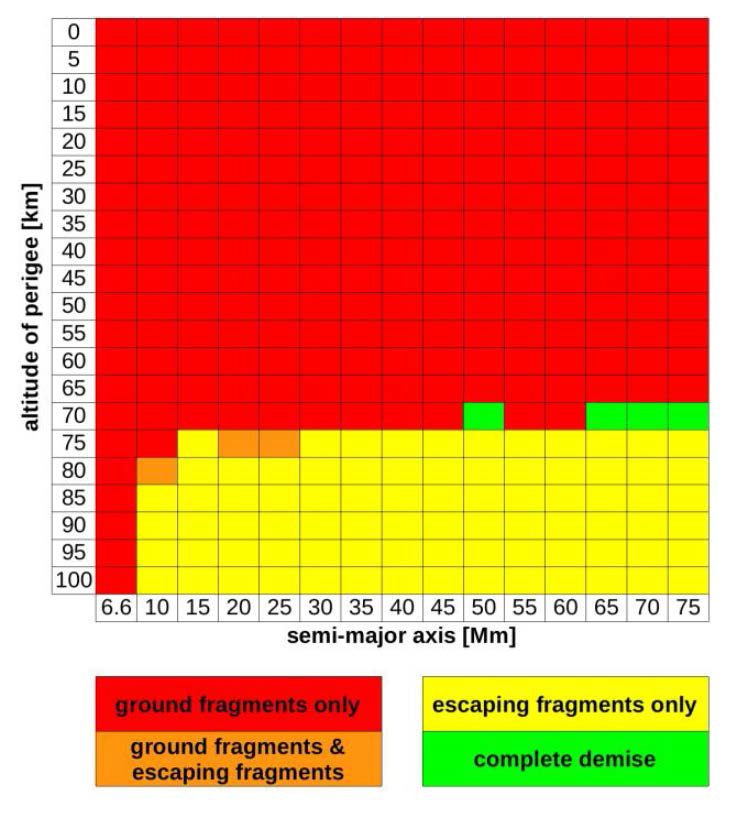 altitude of perigee [km]
0
5
10
15
20
25
30
35
40
45
50
55
60
65
70
75
80
85
90
95
100
6.6 10 15 20 25 30 35 40 45 50 55 60 65 70 75
semi-major axis [Mm]
ground fragments only
escaping fragments only
ground fragments &
escaping fragments
complete demise